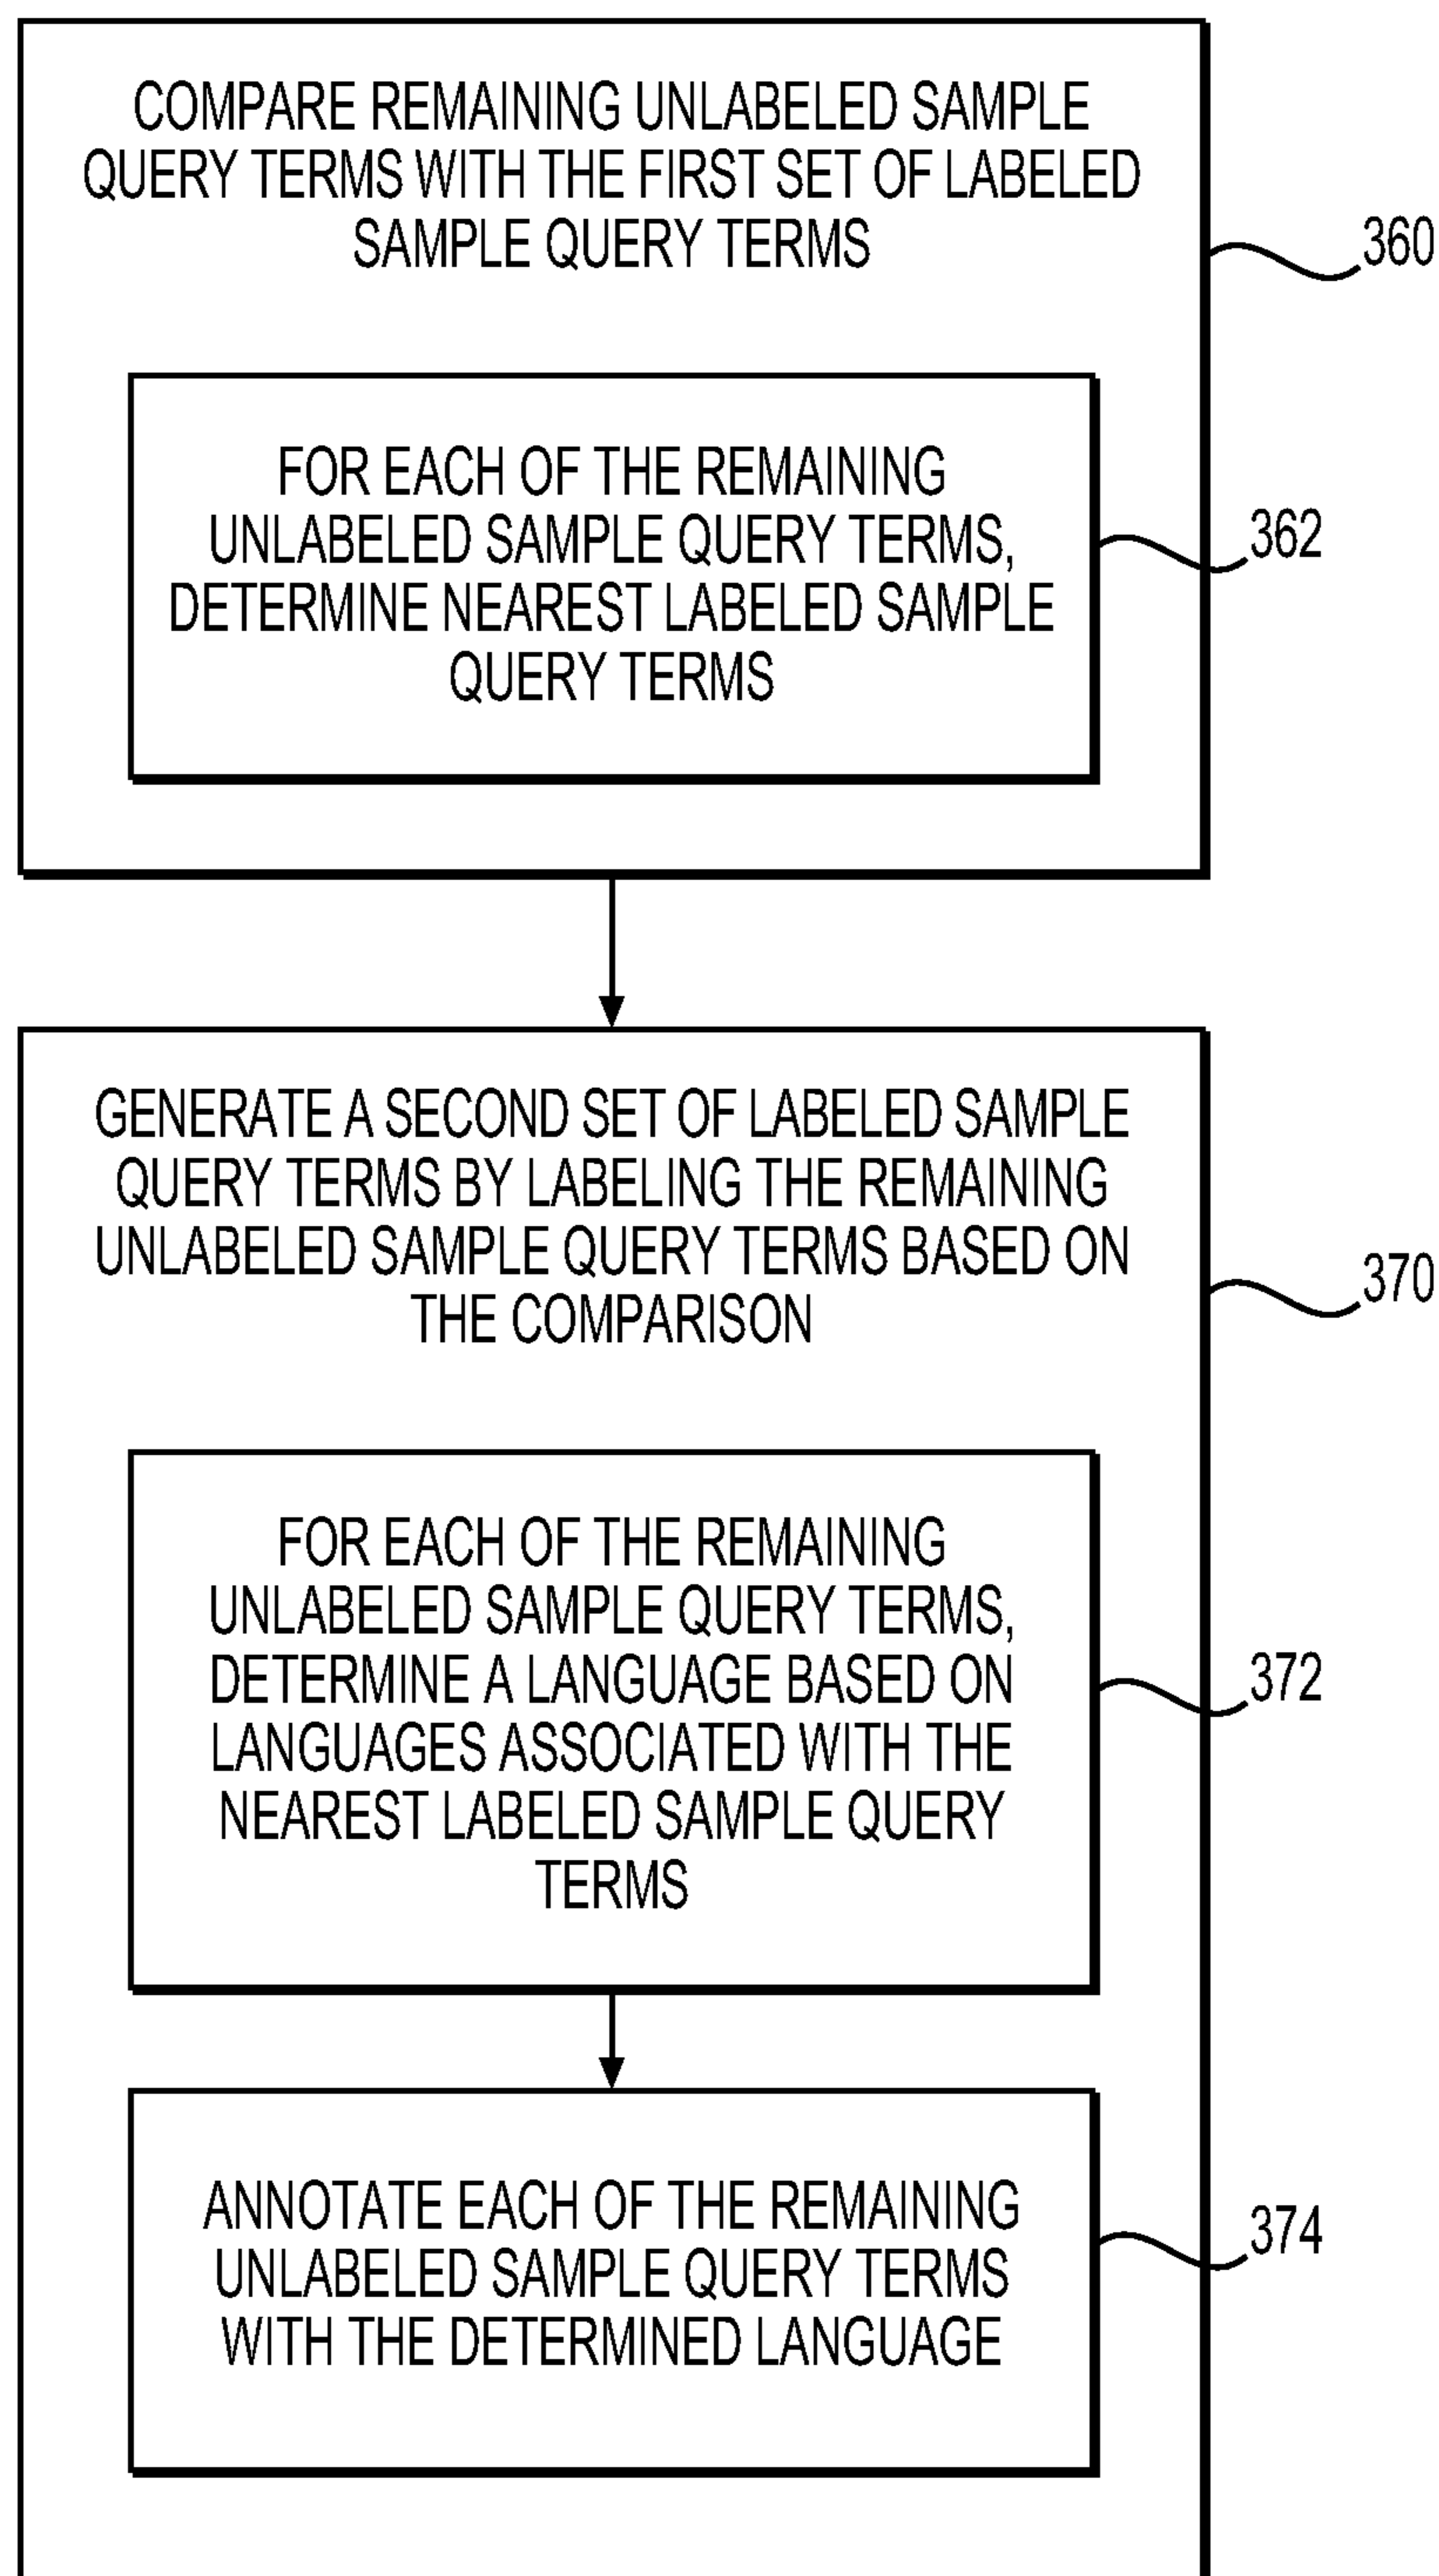 COMPARE REMAINING UNLABELED SAMPLE
QUERY TERMS WITH THE FIRST SET OF LABELED
SAMPLE QUERY TERMS
360
FOR EACH OF THE REMAINING
UNLABELED SAMPLE QUERY TERMS,
DETERMINE NEAREST LABELED SAMPLE
QUERY TERMS
362
GENERATE A SECOND SET OF LABELED SAMPLE
QUERY TERMS BY LABELING THE REMAINING
UNLABELED SAMPLE QUERY TERMS BASED ON
THE COMPARISON
370
FOR EACH OF THE REMAINING
UNLABELED SAMPLE QUERY TERMS,
DETERMINE A LANGUAGE BASED ON
LANGUAGES ASSOCIATED WITH THE
NEAREST LABELED SAMPLE QUERY
TERMS
372
ANNOTATE EACH OF THE REMAINING
UNLABELED SAMPLE QUERY TERMS
WITH THE DETERMINED LANGUAGE
374